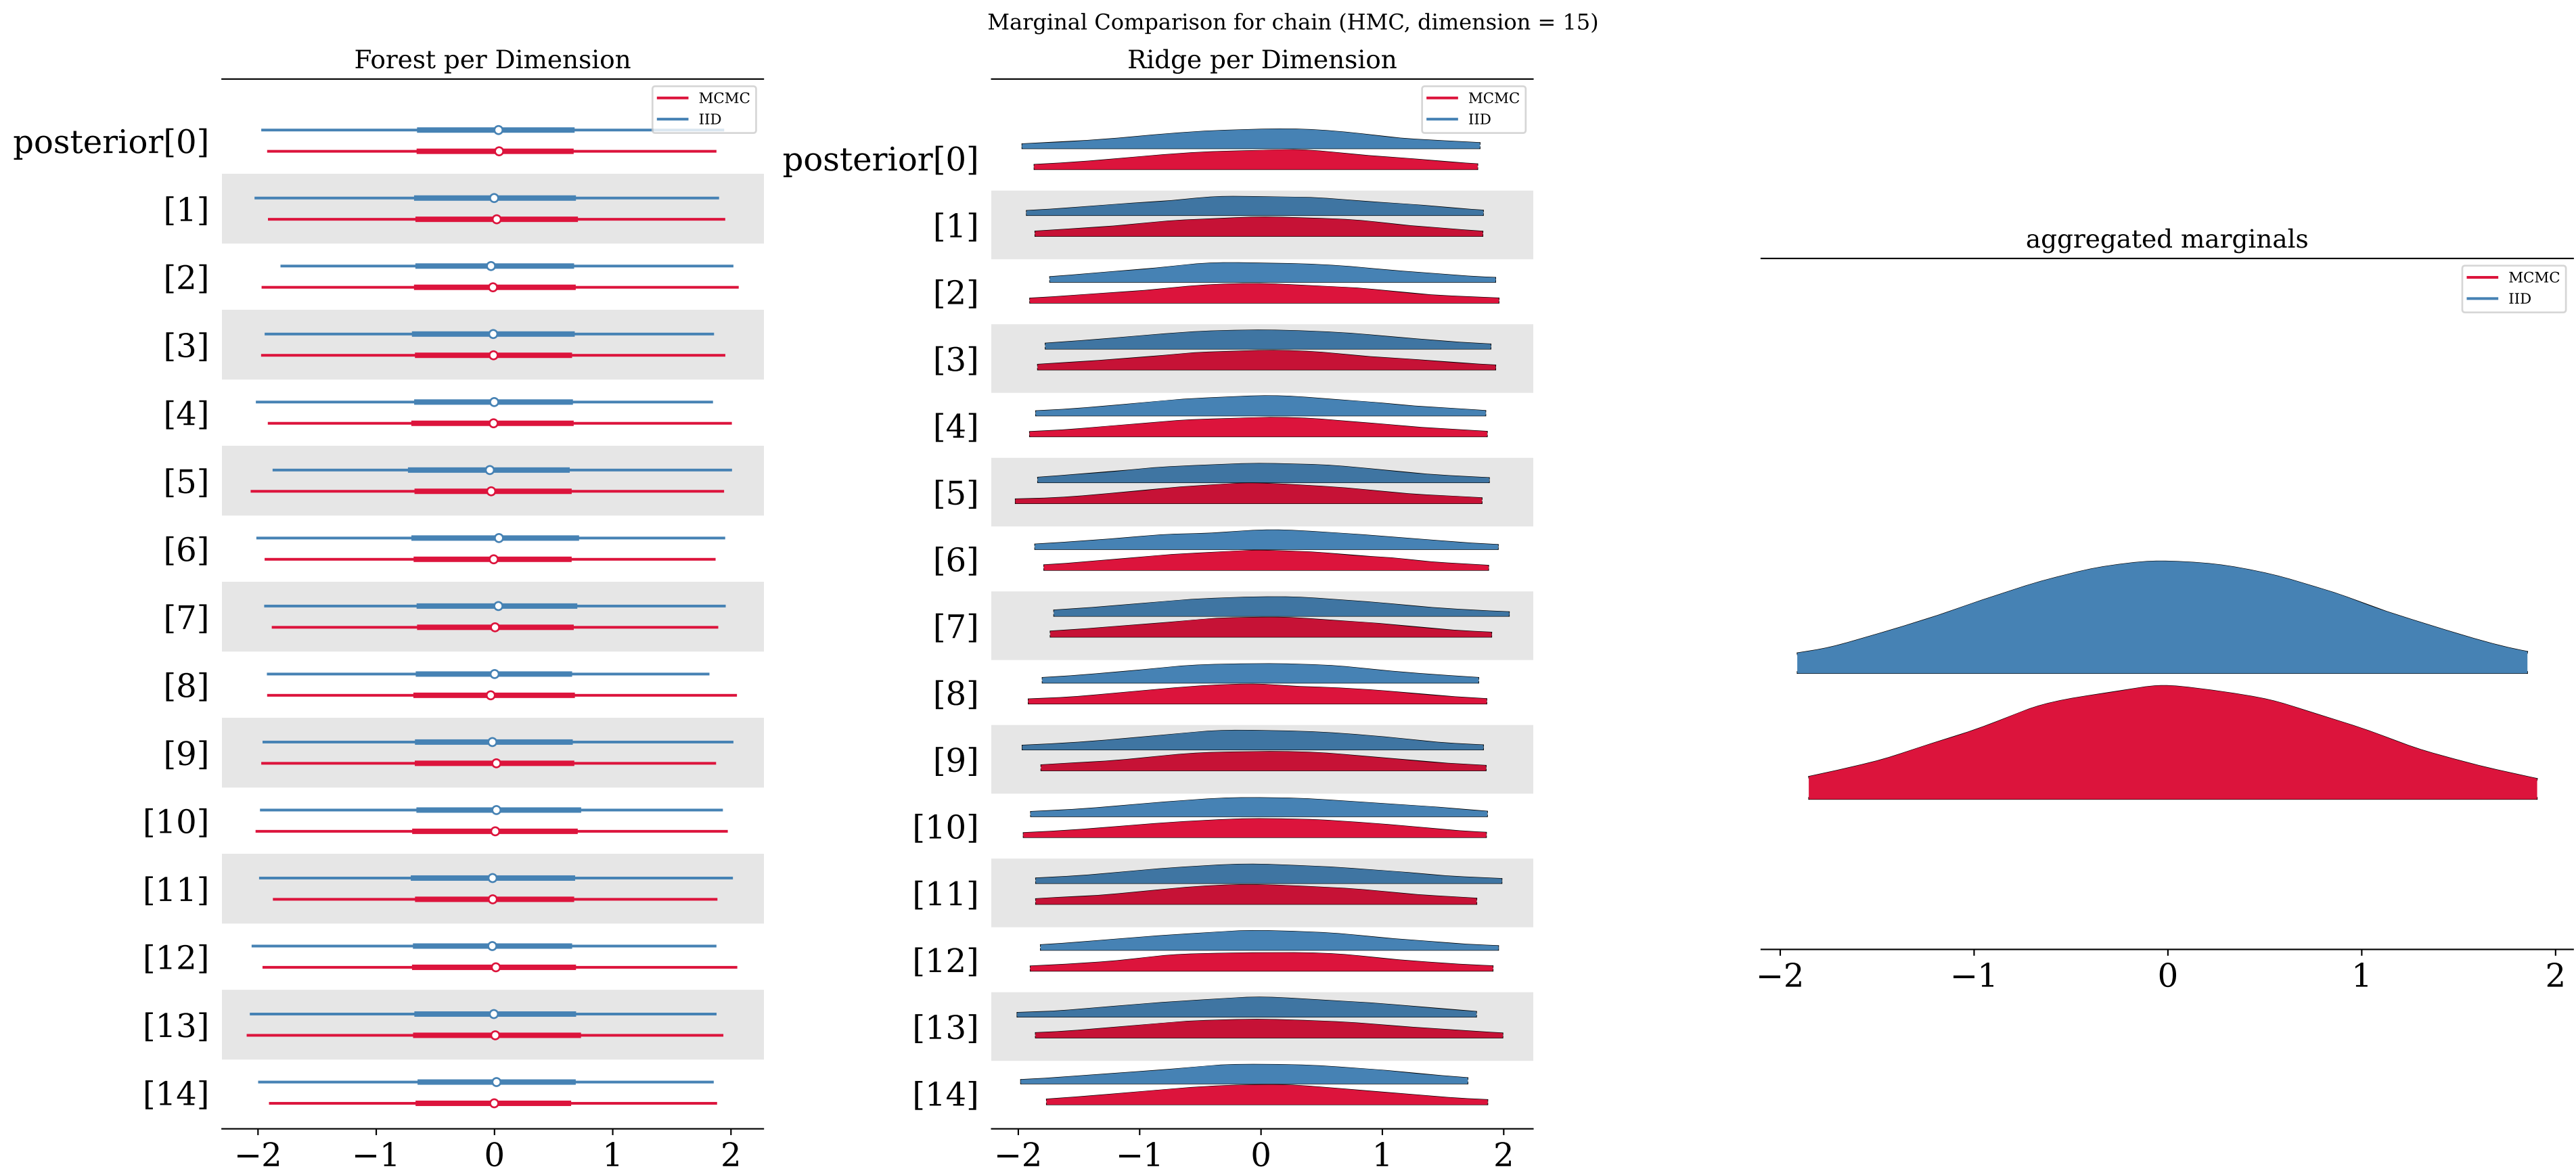 Marginal Comparison for chain (HMC, dimension = 15)
Forest per Dimension
MCMC
IID
posterior[0]
[1]
[2]
[3]
[4]
[5]
[6]
[7]
[8]
[9]
[10]
[11]
[12]
[13]
[14]
−2 −1 0 1 2
Ridge per Dimension
MCMC
IID
posterior[0]
[1]
[2]
[3]
[4]
[5]
[6]
[7]
[8]
[9]
[10]
[11]
[12]
[13]
[14]
−2 −1 0 1 2
aggregated marginals
MCMC
IID
−2 −1 0 1 2